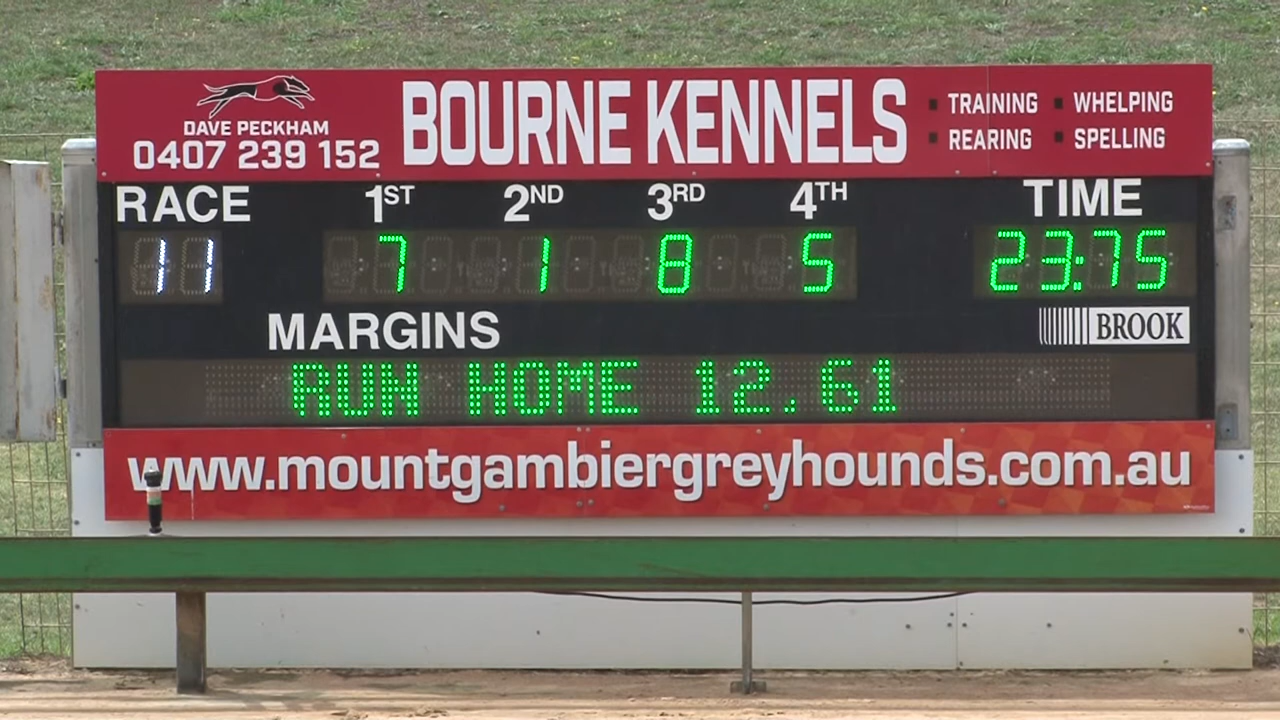 DAVE PECKHAM
0407 239 152
BOURNE KENNELS
TRAINING WHELPING
REARING SPELLING
RACE 1ST 2ND 3RD 4TH TIME
11 7 1 8 5 23:75
MARGINS
BROOK
RUN HOME 12.61
www.mountgambiergreyhounds.com.au